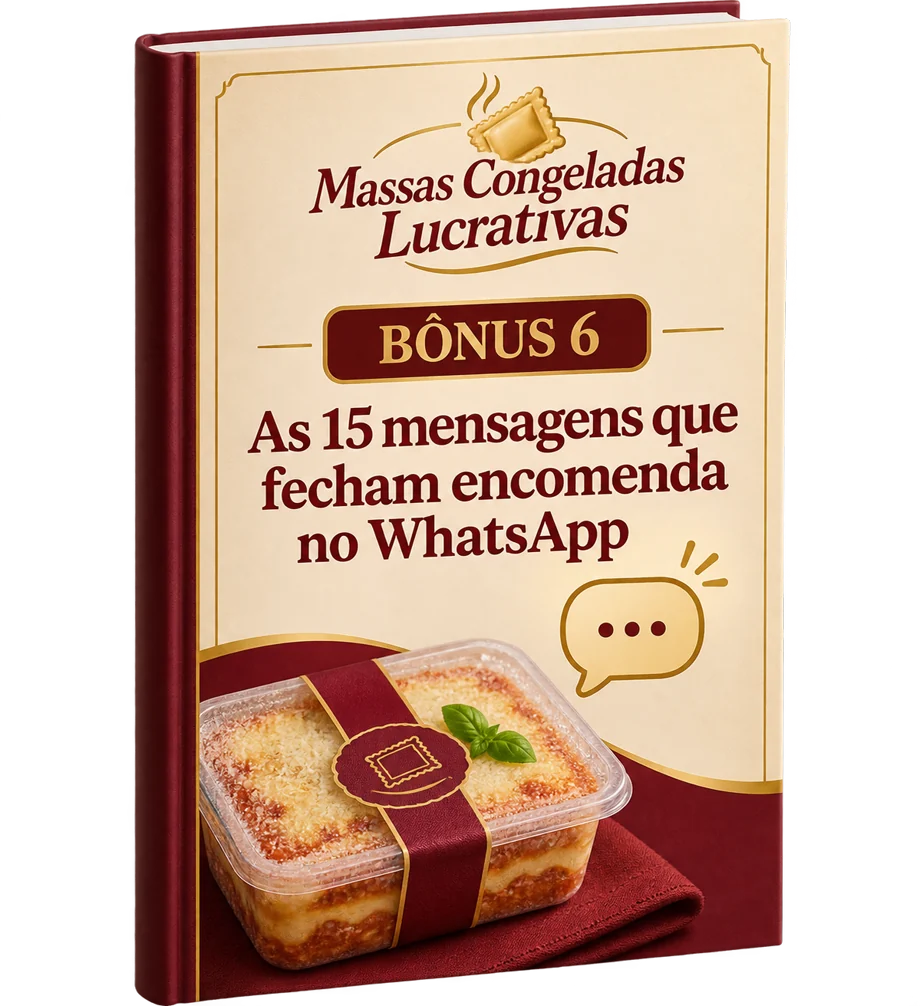 Massas Congeladas
Lucrativas
BÔNUS 6
As 15 mensagens que
fecham encomenda
no WhatsApp